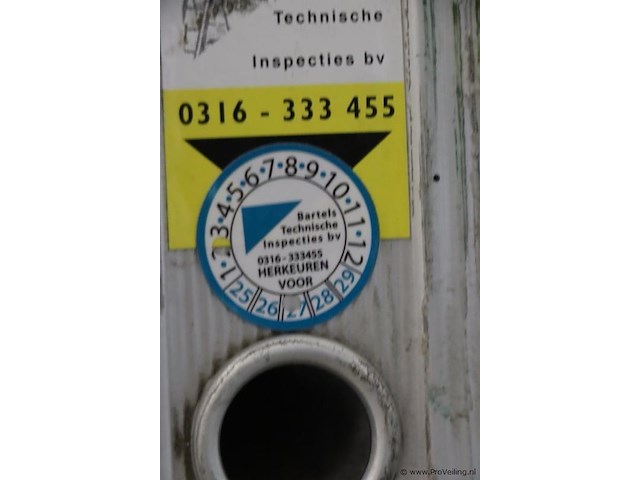 Technische
Inspecties bv
0316 - 333 455
1•2•3•4•5•6•7•8•9•10•11•12
Bartels
Technische
Inspecties bv
0316-333455
HERKEUREN
VOOR
25 26 27 28 29
© www.ProVeiling.nl